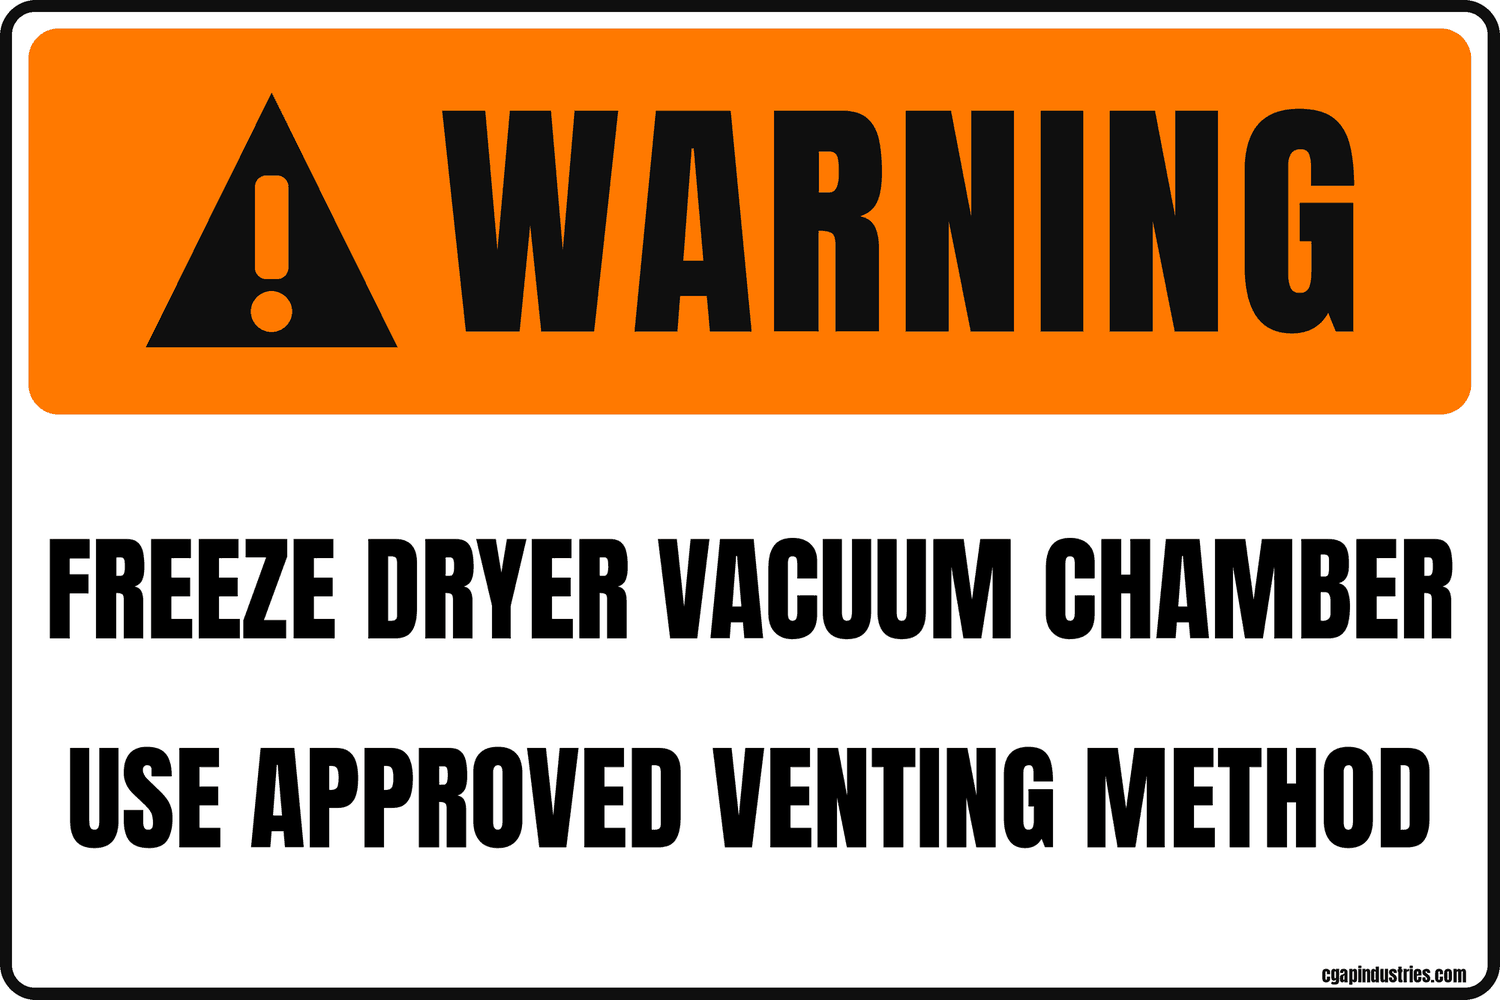 WARNING
FREEZE DRYER VACUUM CHAMBER
USE APPROVED VENTING METHOD
cgapindustries.com